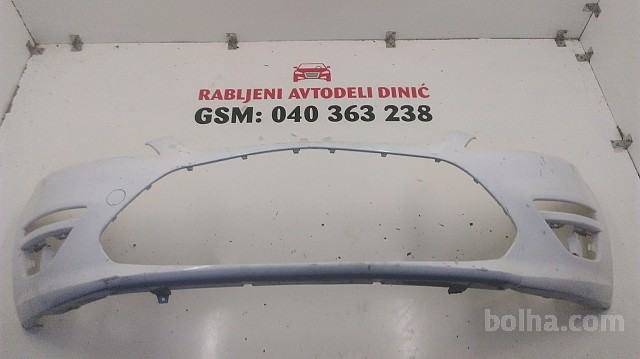 RABLJENI AVTODELI DINIĆ
GSM: 040 363 238
bolha.com